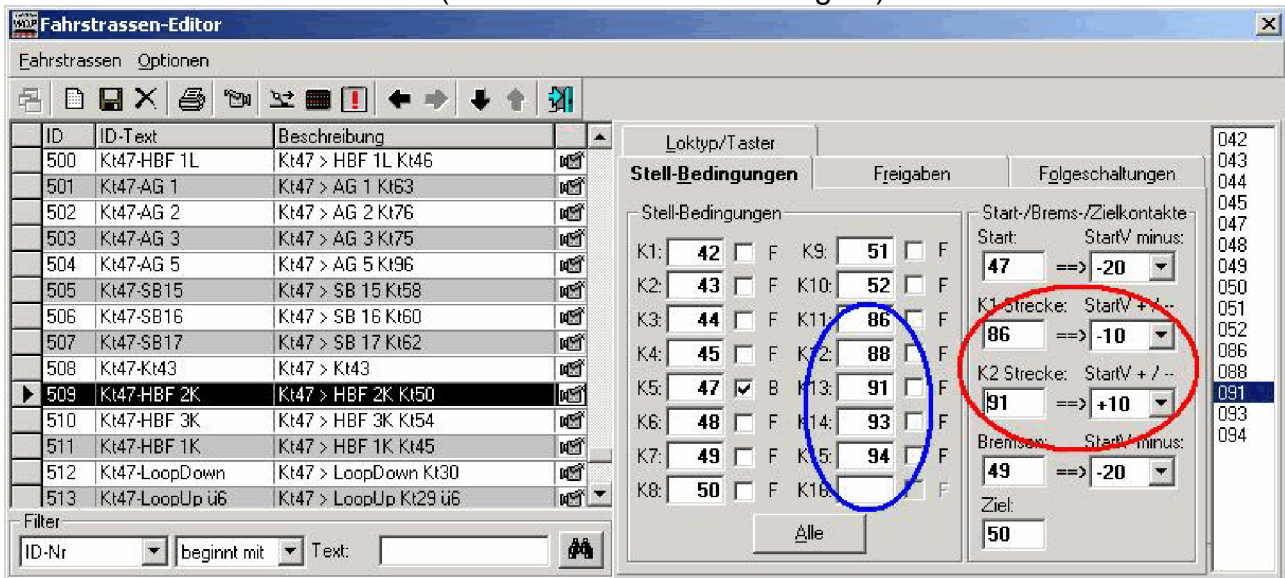 Fahrstrassen-Editor
Fahrstrassen Optionen
ID ID-Text Beschreibung
500 Kt47-HBF 1L Kt47 > HBF 1L Kt46
501 Kt47-AG 1 Kt47 > AG 1 Kt63
502 Kt47-AG 2 Kt47 > AG 2 Kt76
503 Kt47-AG 3 Kt47 > AG 3 Kt75
504 Kt47-AG 5 Kt47 > AG 5 Kt96
505 Kt47-SB15 Kt47 > SB 15 Kt58
506 Kt47-SB16 Kt47 > SB 16 Kt60
507 Kt47-SB17 Kt47 > SB 17 Kt62
508 Kt47-Kt43 Kt47 > Kt43
509 Kt47-HBF 2K Kt47 > HBF 2K Kt50
510 Kt47-HBF 3K Kt47 > HBF 3K Kt54
511 Kt47-HBF 1K Kt47 > HBF 1K Kt45
512 Kt47-LoopDown Kt47 > LoopDown Kt30
513 Kt47-LoopUp ü6 Kt47 > LoopUp Kt29 ü6
Filter
ID-Nr beginnt mit Text:
Loktyp/Taster
Stell-Bedingungen Freigaben Folgeschaltungen
Stell-Bedingungen
K1: 42 F K9: 51 F
K2: 43 F K10: 52 F
K3: 44 F K11: 86 F
K4: 45 F K12: 88 F
K5: 47 B K13: 91 F
K6: 48 F K14: 93 F
K7: 49 F K15: 94 F
K8: 50 F K16: F
Alle
Start-/Brems-/Zielkontakte
Start: StartV minus:
47 ==> -20
K1 Strecke: StartV + / --
86 ==> -10
K2 Strecke: StartV + / --
91 ==> +10
Bremsen: StartV minus:
49 ==> -20
Ziel:
50
042
043
044
045
047
048
049
050
051
052
086
088
091
093
094